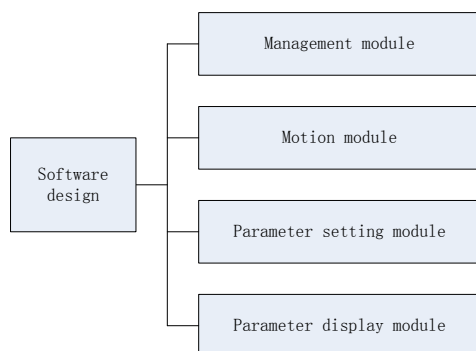 Management module
Motion module
Software
design
Parameter setting module
Parameter display module